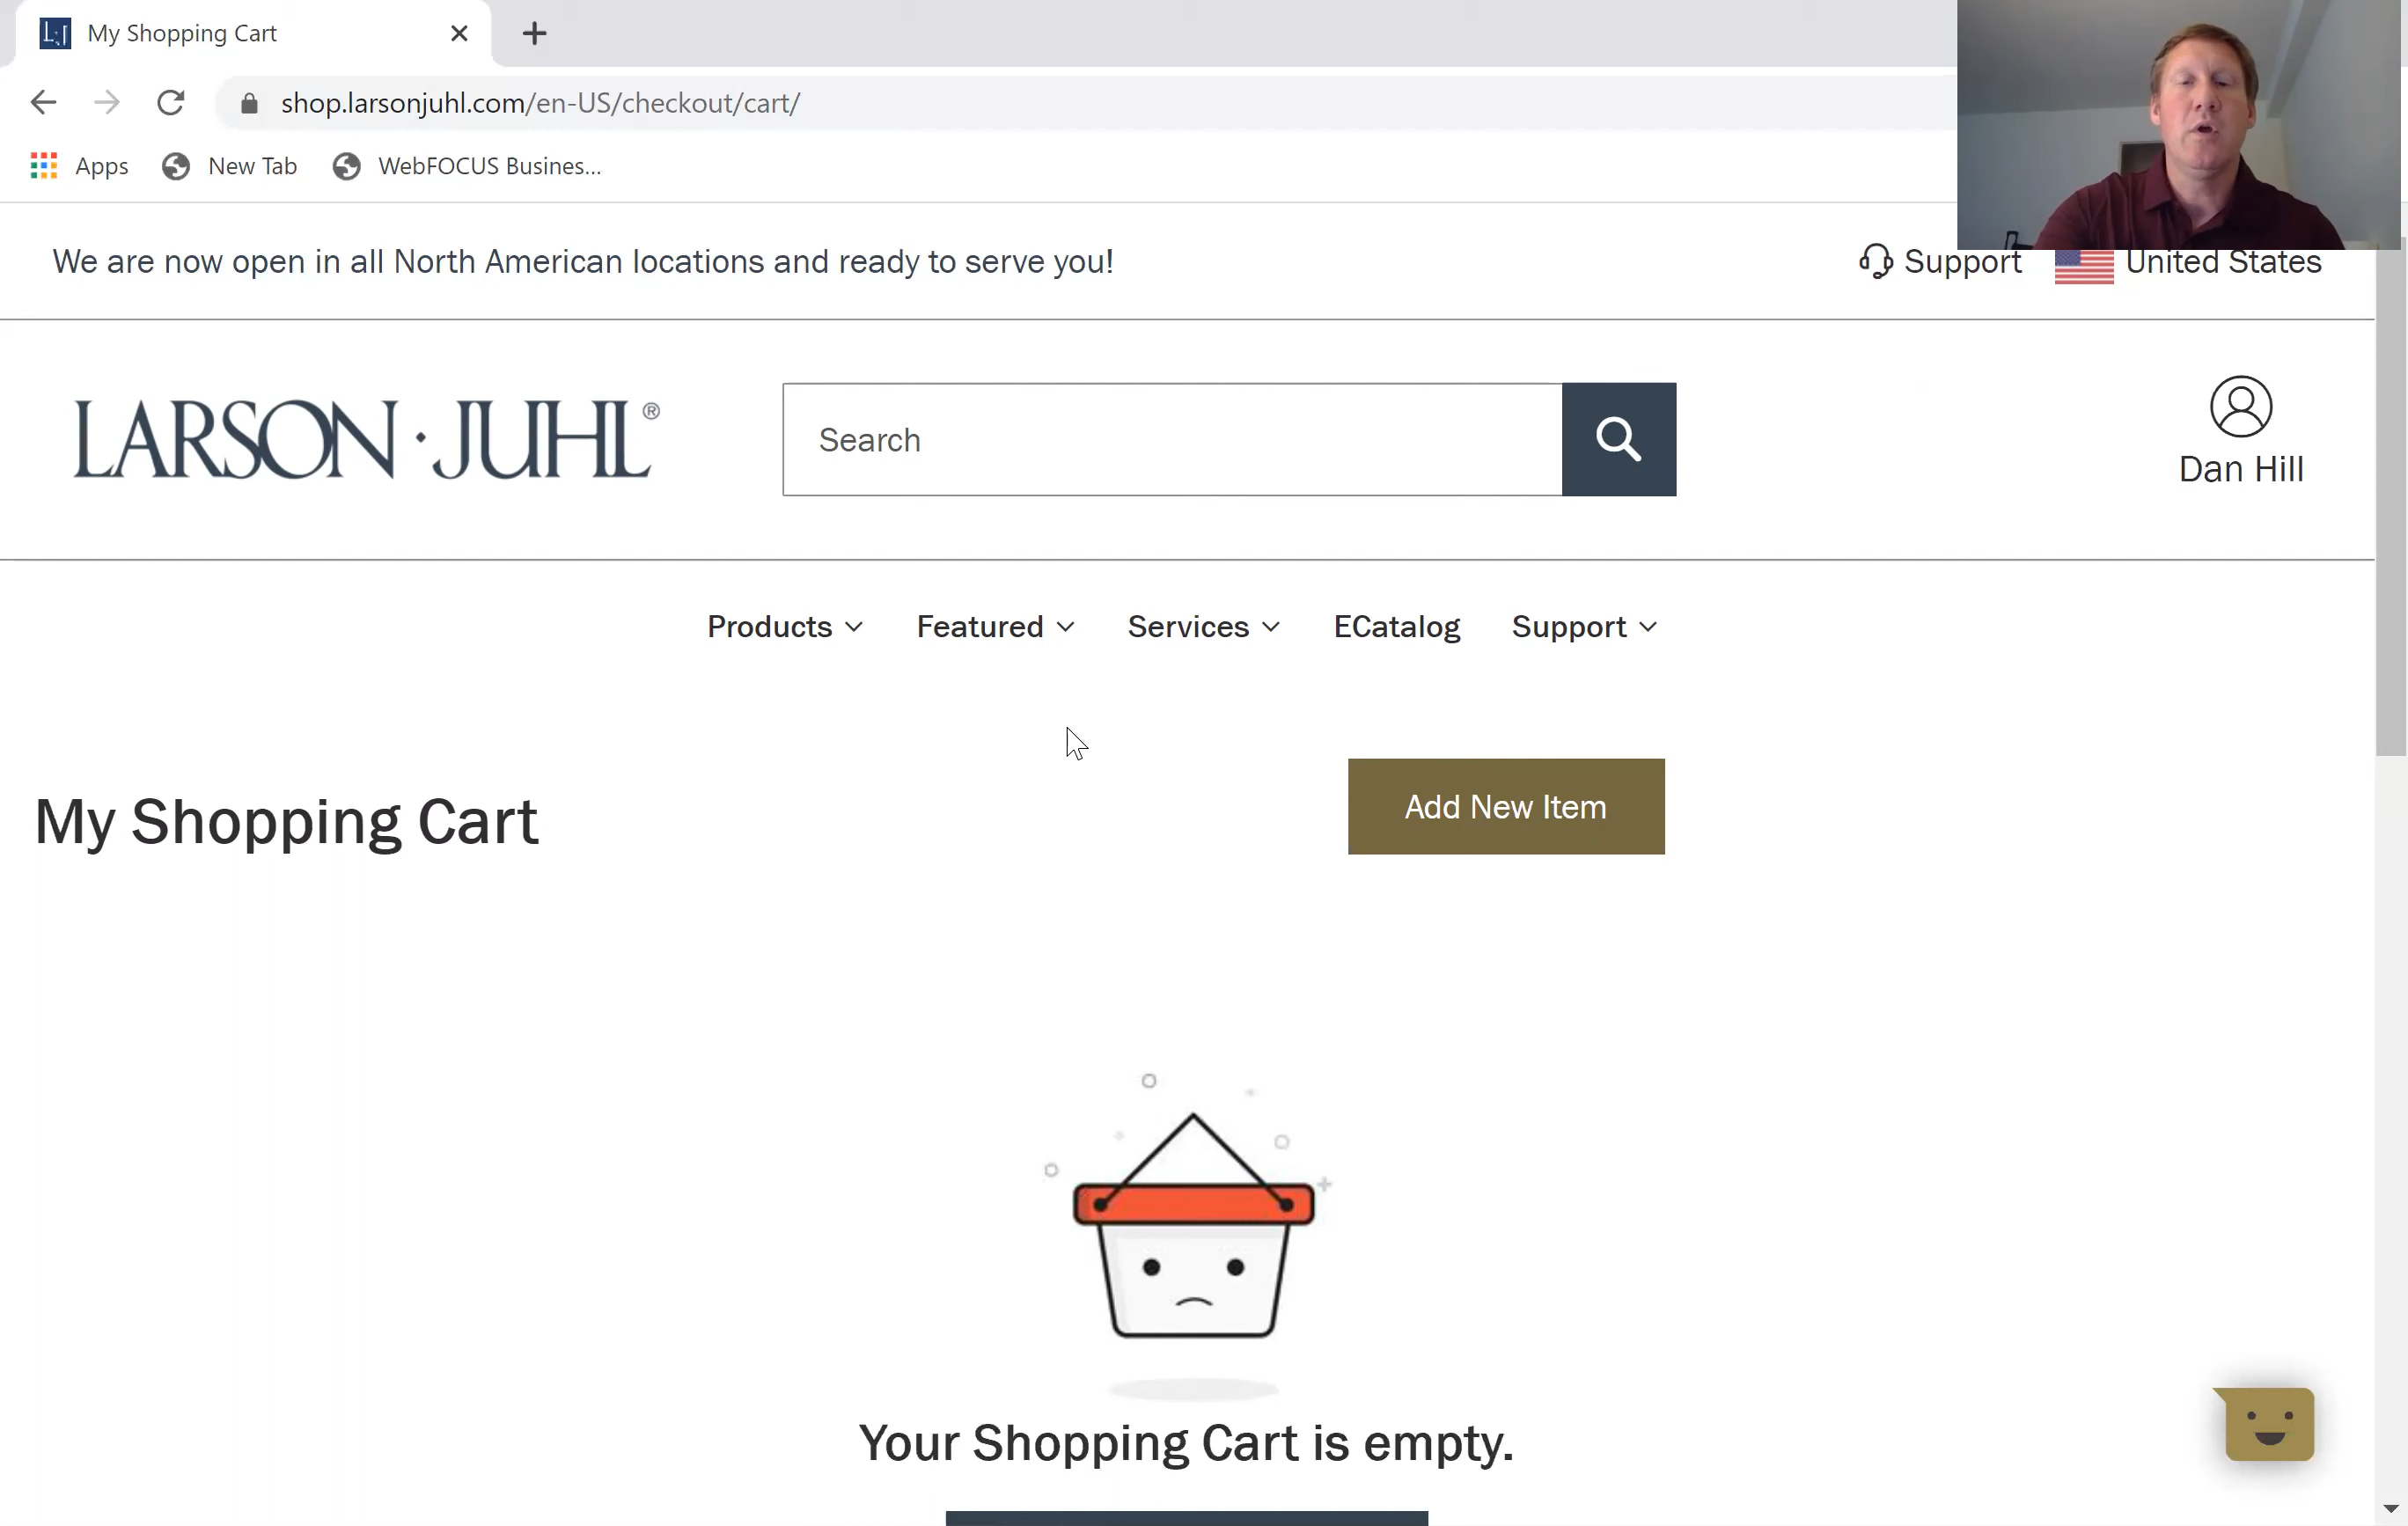 My Shopping Cart
shop.larsonjuhl.com/en-US/checkout/cart/
Apps New Tab WebFOCUS Busines...
We are now open in all North American locations and ready to serve you! Support United States
LARSON·JUHL® Search
Dan Hill
Products Featured Services ECatalog Support
Add New Item
My Shopping Cart
Your Shopping Cart is empty.